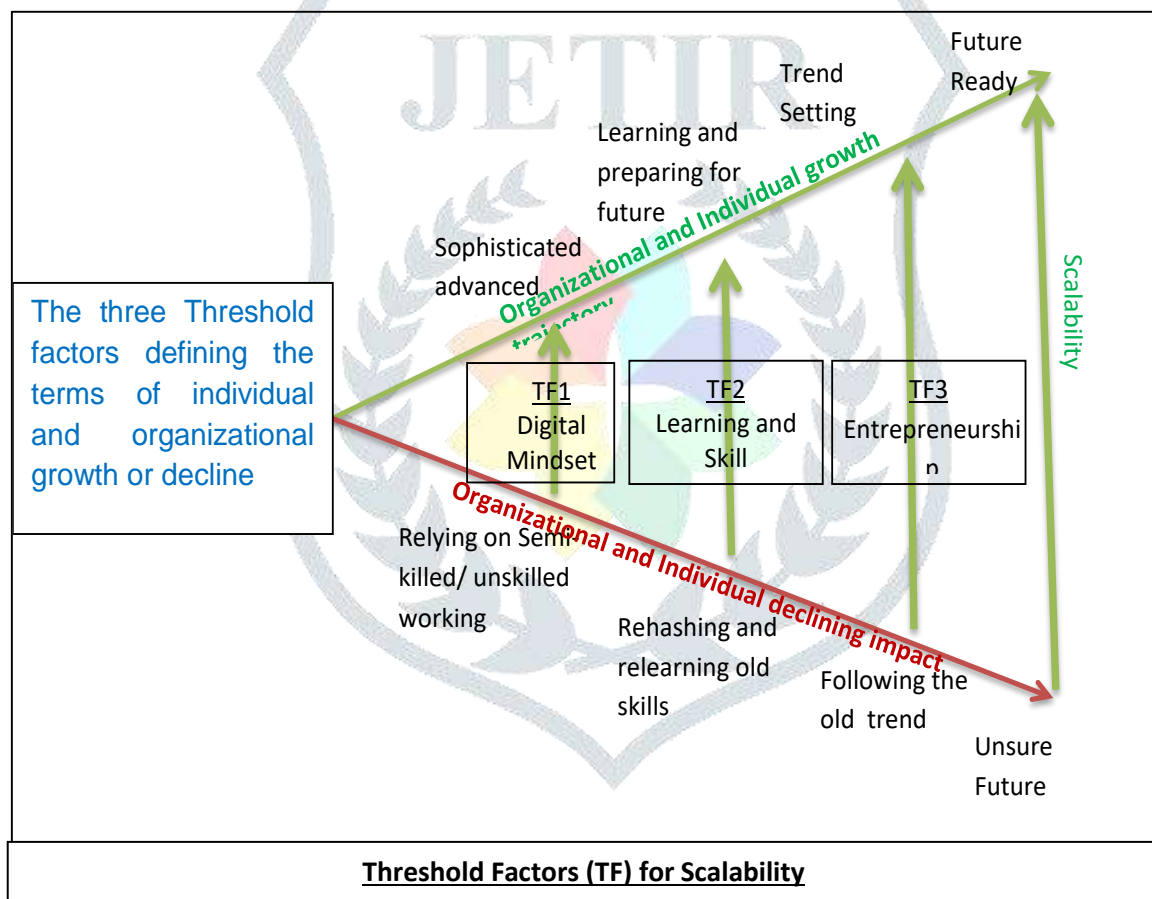 JETIR
Future
Ready
Trend
Setting
Learning and
preparing for
future
Sophisticated
advanced
Organizational and Individual growth
trajectory
Scalability
The three Threshold
factors defining the
terms of individual
and organizational
growth or decline
TF1
Digital
Mindset
TF2
Learning and
Skill
TF3
Entrepreneurshi
p
Organizational and Individual declining impact
Relying on Semi-
killed/ unskilled
working
Rehashing and
relearning old
skills
Following the
old trend
Unsure
Future
Threshold Factors (TF) for Scalability